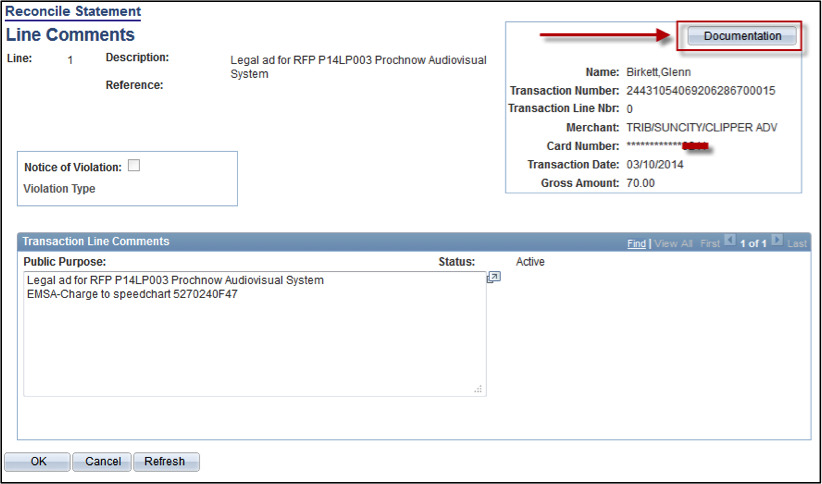 Reconcile Statement
Line Comments
Line: 1 Description: Legal ad for RFP P14LP003 Prochnow Audiovisual
System
Reference:
Documentation
Name: Birkett,Glenn
Transaction Number: 24431054069206286700015
Transaction Line Nbr: 0
Merchant: TRIB/SUNCITY/CLIPPER ADV
Card Number: ************
Transaction Date: 03/10/2014
Gross Amount: 70.00
Notice of Violation:
Violation Type
Transaction Line Comments Find | View All First 1 of 1 Last
Public Purpose: Status: Active
Legal ad for RFP P14LP003 Prochnow Audiovisual System
EMSA-Charge to speedchart 5270240F47
OK Cancel Refresh